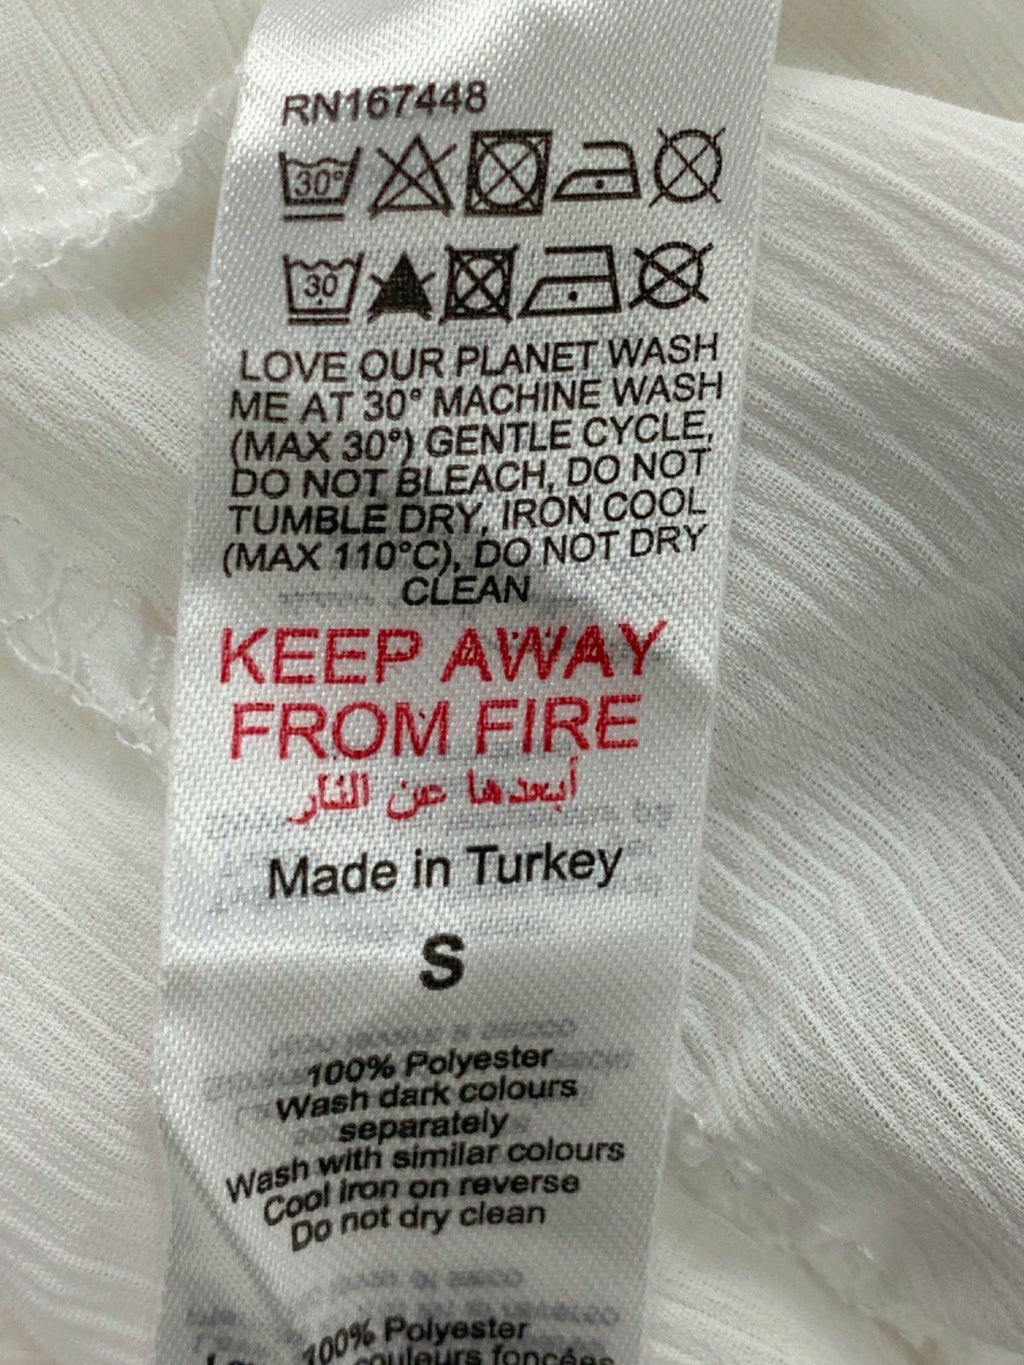 RN167448
30°
30
LOVE OUR PLANET WASH
ME AT 30° MACHINE WASH
(MAX 30°) GENTLE CYCLE,
DO NOT BLEACH, DO NOT
TUMBLE DRY, IRON COOL
(MAX 110°C), DO NOT DRY
CLEAN
KEEP AWAY
FROM FIRE
أبعدها عن النار
Made in Turkey
S
100% Polyester
Wash dark colours
separately
Wash with similar colours
Cool iron on reverse
Do not dry clean
100% Polyester
couleurs foncées